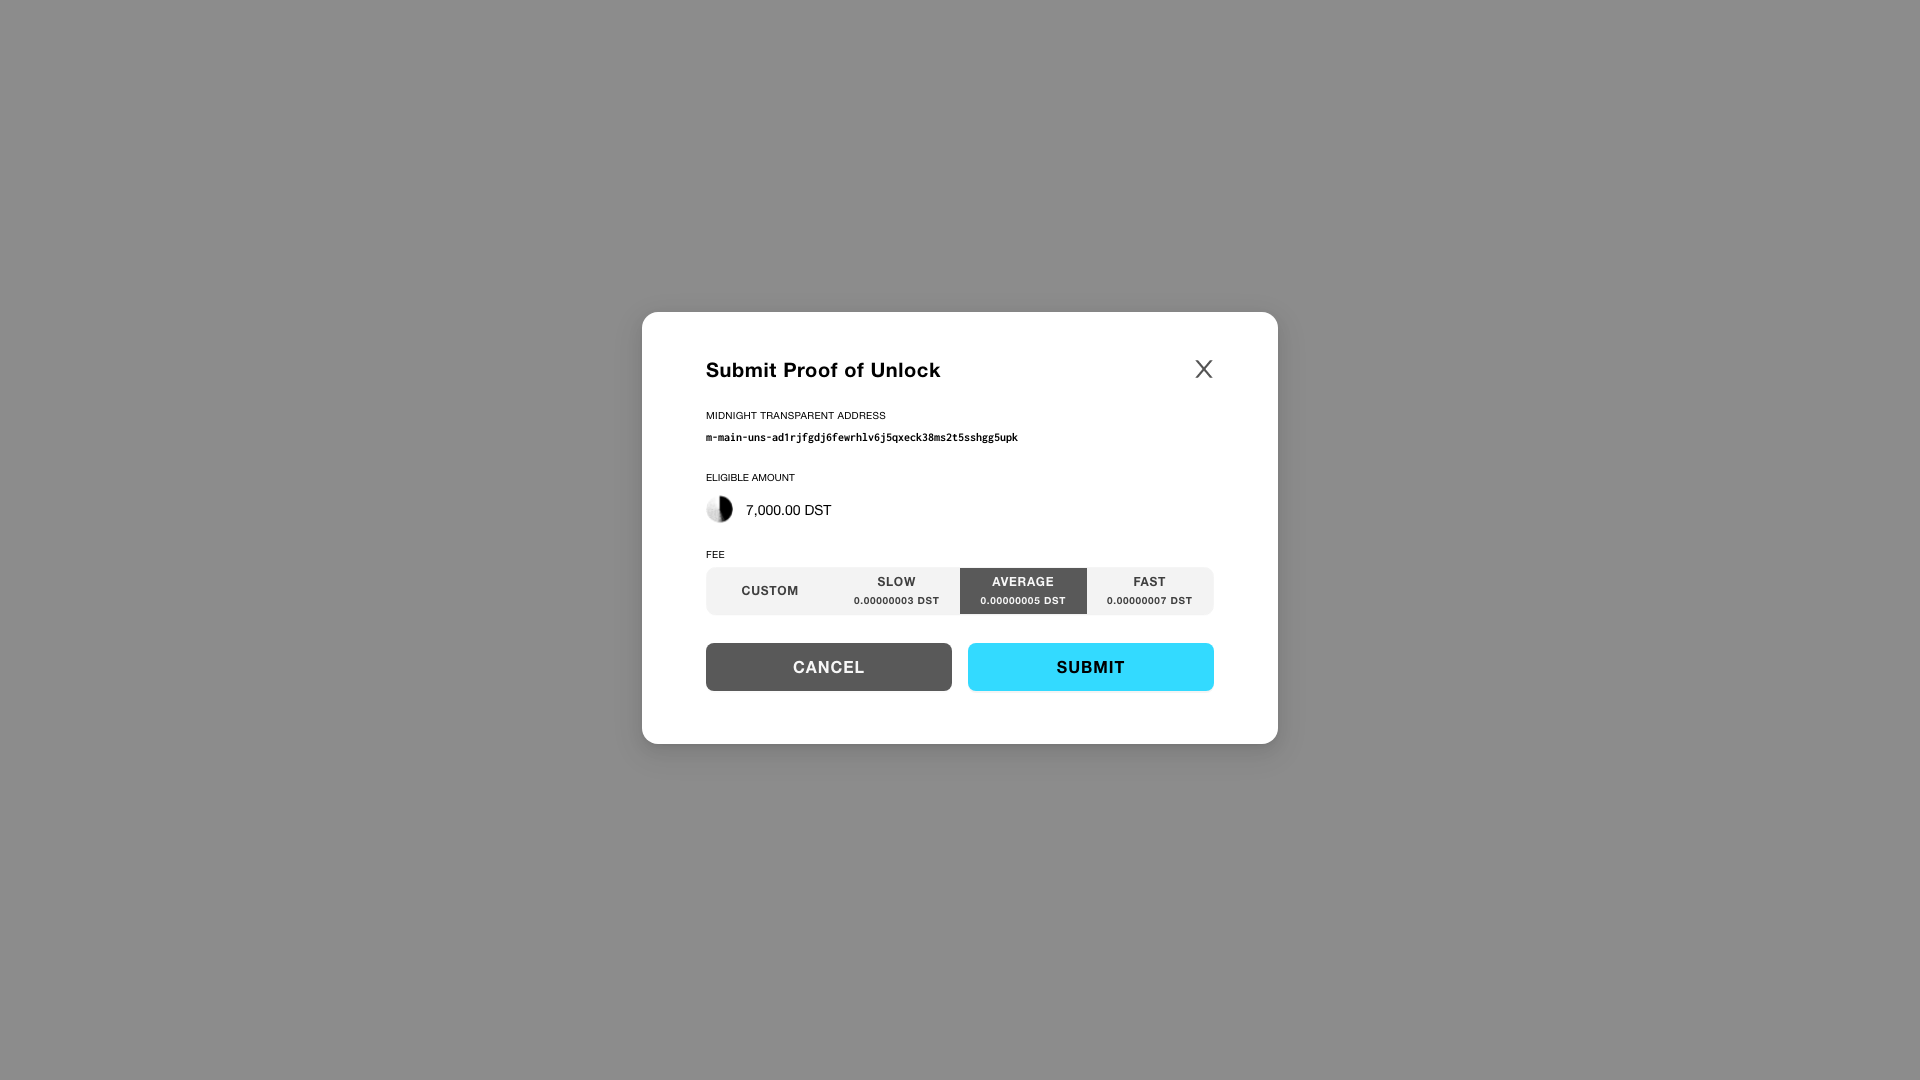 Submit Proof of Unlock
X
MIDNIGHT TRANSPARENT ADDRESS
m-main-uns-ad1rjfgdj6fewrhlv6j5qxeck38ms2t5sshgg5upk
ELIGIBLE AMOUNT
7,000.00 DST
FEE
CUSTOM
SLOW
0.00000003 DST
AVERAGE
0.00000005 DST
FAST
0.00000007 DST
CANCEL
SUBMIT